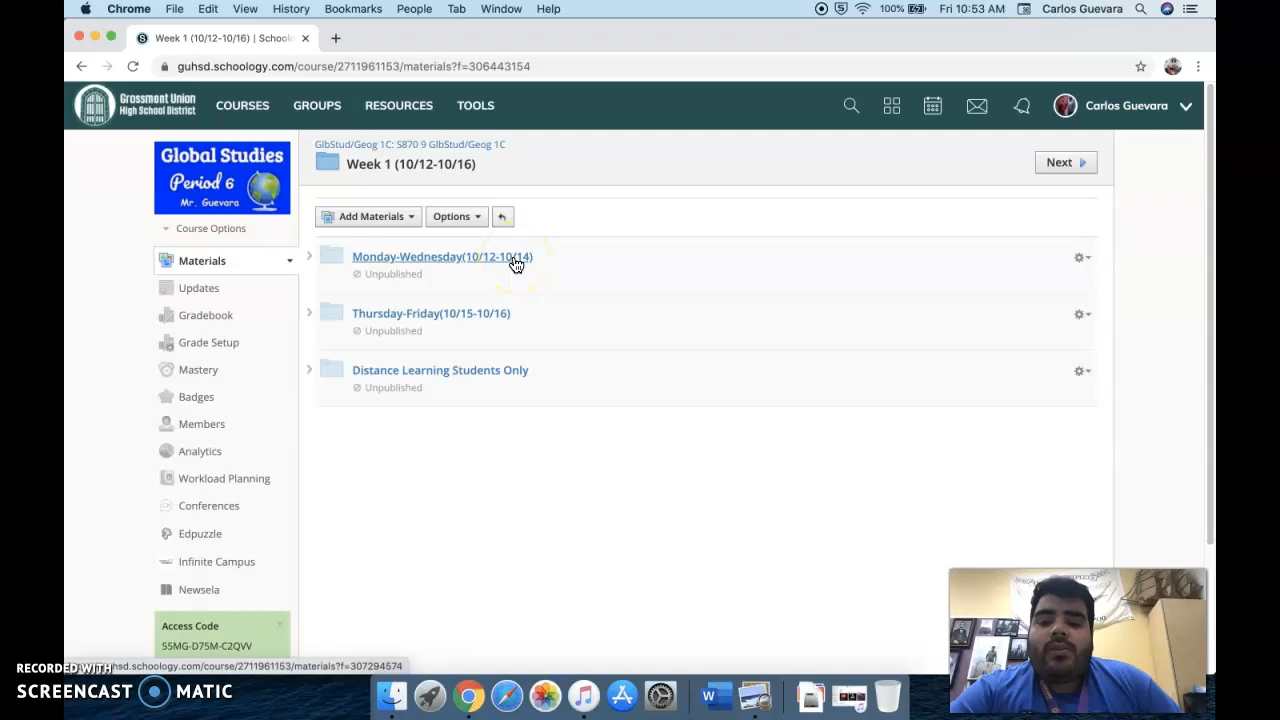 Chrome File Edit View History Bookmarks People Tab Window Help 100% Fri 10:53 AM Carlos Guevara
Week 1 (10/12-10/16) | Schoolo
guhsd.schoology.com/course/2711961153/materials?f=306443154
Grossmont Union
High School District
COURSES GROUPS RESOURCES TOOLS Carlos Guevara
Global Studies
Period 6
Mr. Guevara
Course Options
Materials
Updates
Gradebook
Grade Setup
Mastery
Badges
Members
Analytics
Workload Planning
Conferences
Edpuzzle
Infinite Campus
Newsela
Access Code
55MG-D75M-C2QVV
GlbStud/Geog 1C: S870 9 GlbStud/Geog 1C
Week 1 (10/12-10/16)
Next
Add Materials Options
Monday-Wednesday(10/12-10/14)
Unpublished
Thursday-Friday(10/15-10/16)
Unpublished
Distance Learning Students Only
Unpublished
hsd.schoology.com/course/2711961153/materials?f=307294574
RECORDED WITH
SCREENCAST MATIC